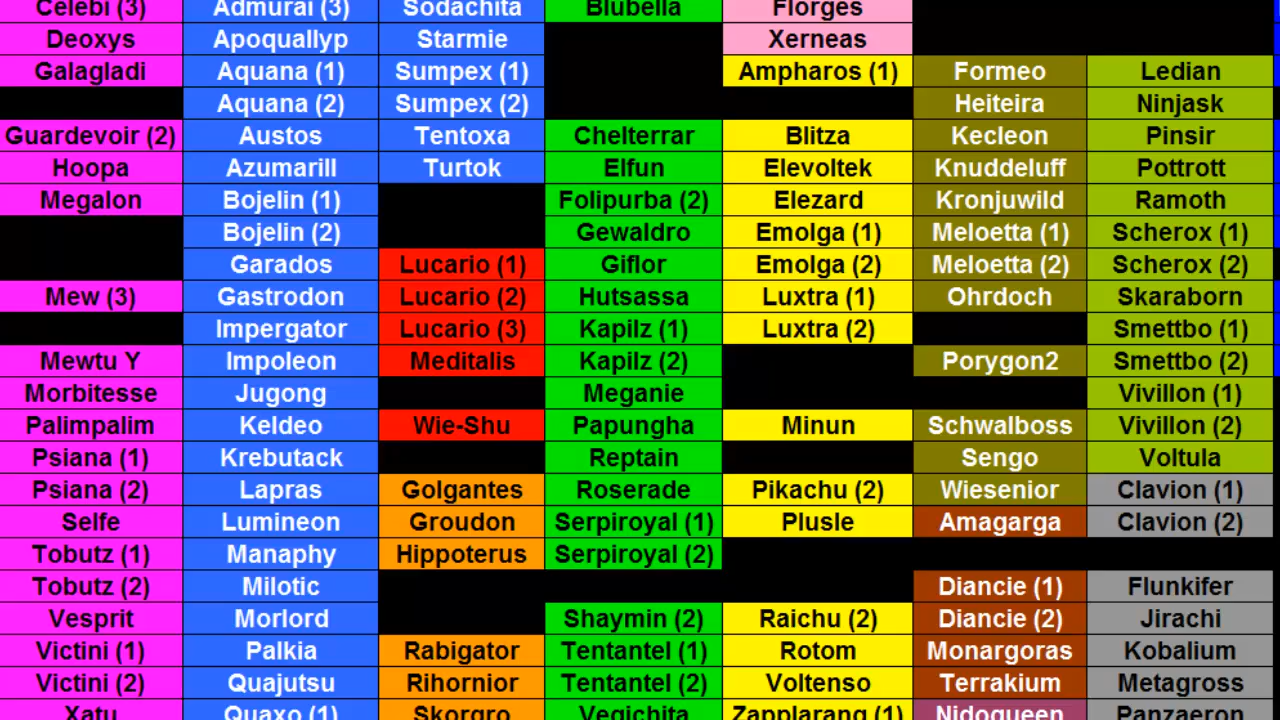 Celebi (3) Admurai (3) Sodachita Blubella Florges
Deoxys Apoquallyp Starmie Xerneas
Galagladi Aquana (1) Sumpex (1) Ampharos (1) Formeo Ledian
Aquana (2) Sumpex (2) Heiteira Ninjask
Guardevoir (2) Austos Tentoxa Chelterrar Blitza Kecleon Pinsir
Hoopa Azumarill Turtok Elfun Elevoltek Knuddeluff Pottrott
Megalon Bojelin (1) Folipurba (2) Elezard Kronjuwild Ramoth
Bojelin (2) Gewaldro Emolga (1) Meloetta (1) Scherox (1)
Garados Lucario (1) Giflor Emolga (2) Meloetta (2) Scherox (2)
Mew (3) Gastrodon Lucario (2) Hutsassa Luxtra (1) Ohrdoch Skaraborn
Impergator Lucario (3) Kapilz (1) Luxtra (2) Smettbo (1)
Mewtu Y Impoleon Meditalis Kapilz (2) Porygon2 Smettbo (2)
Morbitesse Jugong Meganie Vivillon (1)
Palimpalim Keldeo Wie-Shu Papungha Minun Schwalboss Vivillon (2)
Psiana (1) Krebutack Reptain Sengo Voltula
Psiana (2) Lapras Golgantes Roserade Pikachu (2) Wiesenior Clavion (1)
Selfe Lumineon Groudon Serpiroyal (1) Plusle Amagarga Clavion (2)
Tobutz (1) Manaphy Hippoterus Serpiroyal (2)
Tobutz (2) Milotic Diancie (1) Flunkifer
Vesprit Morlord Shaymin (2) Raichu (2) Diancie (2) Jirachi
Victini (1) Palkia Rabigator Tentantel (1) Rotom Monargoras Kobalium
Victini (2) Quajutsu Rihornior Tentantel (2) Voltenso Terrakium Metagross
Xatu Quaxo (1) Skorgro Vegichita Zapplarang (1) Nidoqueen Panzaeron